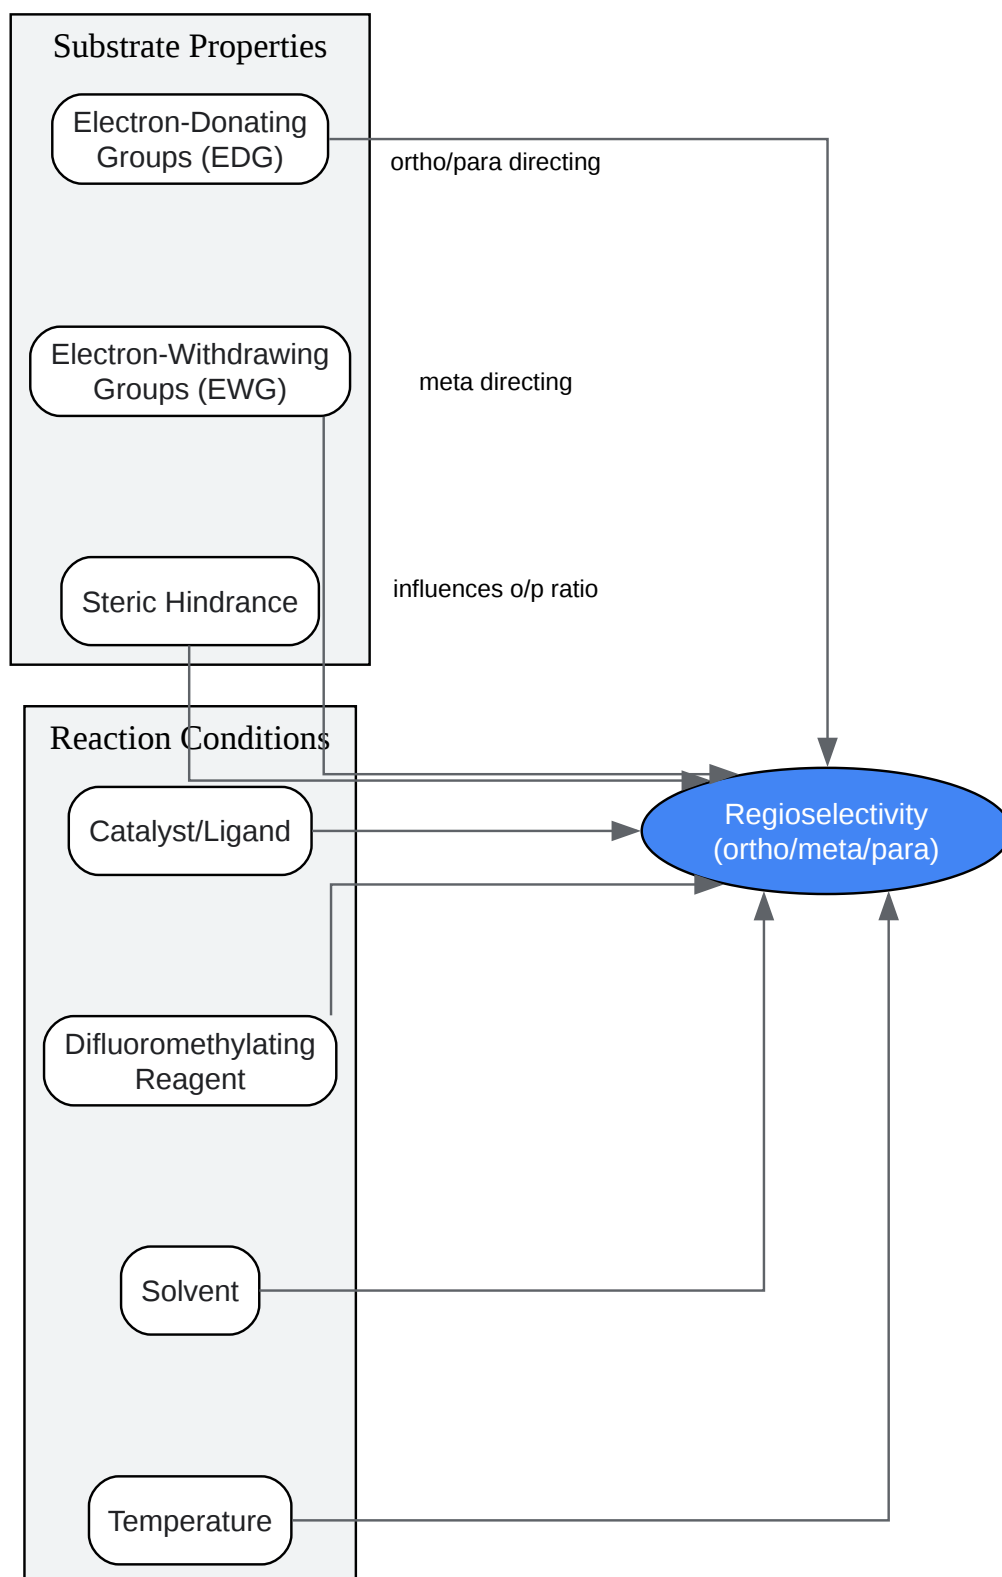 Substrate Properties
Electron-Donating
Groups (EDG)
ortho/para directing
Electron-Withdrawing
Groups (EWG)
meta directing
Steric Hindrance
influences o/p ratio
Reaction Conditions
Catalyst/Ligand
Regioselectivity
(ortho/meta/para)
Difluoromethylating
Reagent
Solvent
Temperature